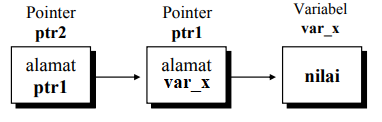 Pointer
ptr2
Pointer
ptr1
Variabel
var_x
alamat
ptr1
alamat
var_x
nilai